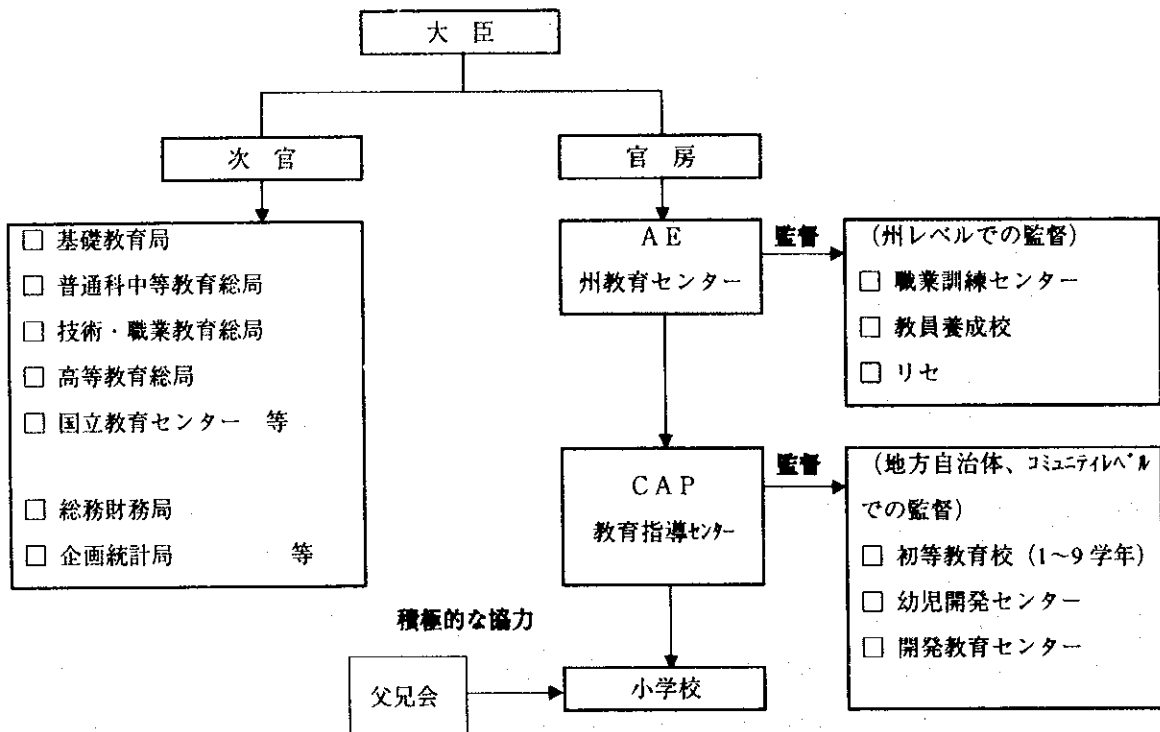 大 臣
次 官
官 房
□ 基礎教育局
□ 普通科中等教育総局
□ 技術・職業教育総局
□ 高等教育総局
□ 国立教育センター 等
□ 総務財務局
□ 企画統計局 等
AE
州教育センター
監督
(州レベルでの監督)
□ 職業訓練センター
□ 教員養成校
□ リセ
CAP
教育指導センター
監督
(地方自治体、コミュニティレベル
での監督)
□ 初等教育校(1~9 学年)
□ 幼児開発センター
□ 開発教育センター
積極的な協力
父兄会
小学校